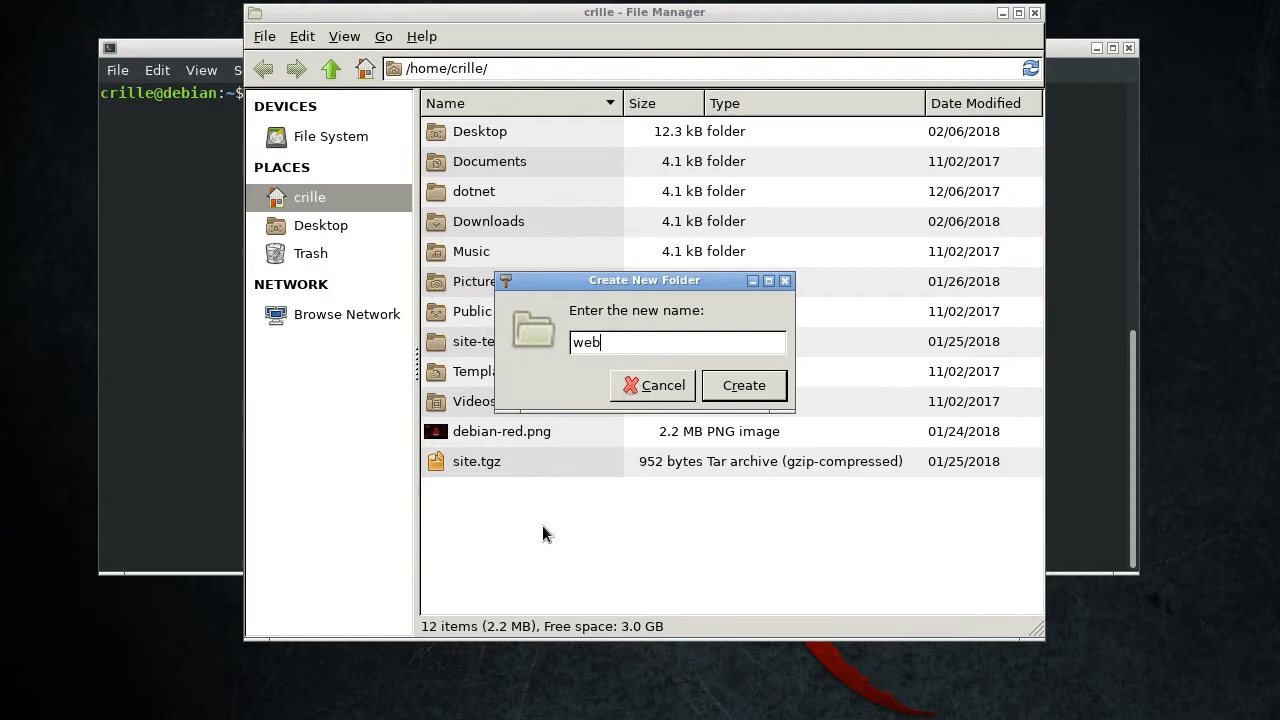 crille - File Manager
File Edit View Go Help
File Edit View S
/home/crille/
crille@debian:~$
DEVICES
File System
PLACES
crille
Desktop
Trash
NETWORK
Browse Network
Name Size Type Date Modified
Desktop 12.3 kB folder 02/06/2018
Documents 4.1 kB folder 11/02/2017
dotnet 4.1 kB folder 12/06/2017
Downloads 4.1 kB folder 02/06/2018
Music 4.1 kB folder 11/02/2017
Picture 01/26/2018
Public 11/02/2017
site-te 01/25/2018
Templa 11/02/2017
Videos 11/02/2017
debian-red.png 2.2 MB PNG image 01/24/2018
site.tgz 952 bytes Tar archive (gzip-compressed) 01/25/2018
Create New Folder
Enter the new name:
web
Cancel Create
12 items (2.2 MB), Free space: 3.0 GB